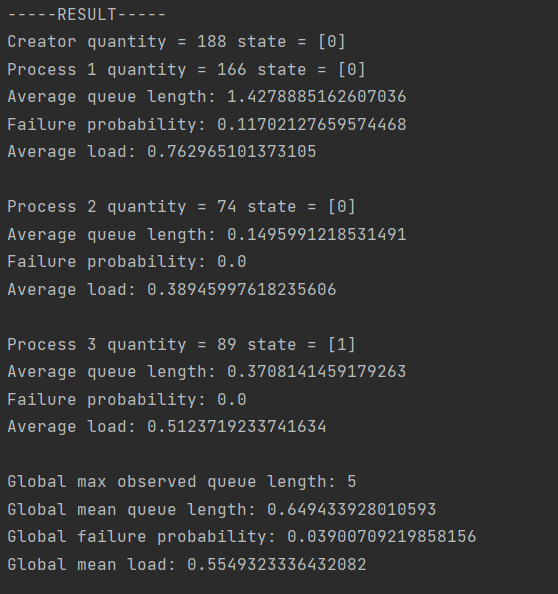 -----RESULT-----
Creator quantity = 188 state = [0]
Process 1 quantity = 166 state = [0]
Average queue length: 1.4278885162607036
Failure probability: 0.11702127659574468
Average load: 0.762965101373105
Process 2 quantity = 74 state = [0]
Average queue length: 0.1495991218531491
Failure probability: 0.0
Average load: 0.38945997618235606
Process 3 quantity = 89 state = [1]
Average queue length: 0.3708141459179263
Failure probability: 0.0
Average load: 0.5123719233741634
Global max observed queue length: 5
Global mean queue length: 0.649433928010593
Global failure probability: 0.03900709219858156
Global mean load: 0.5549323336432082